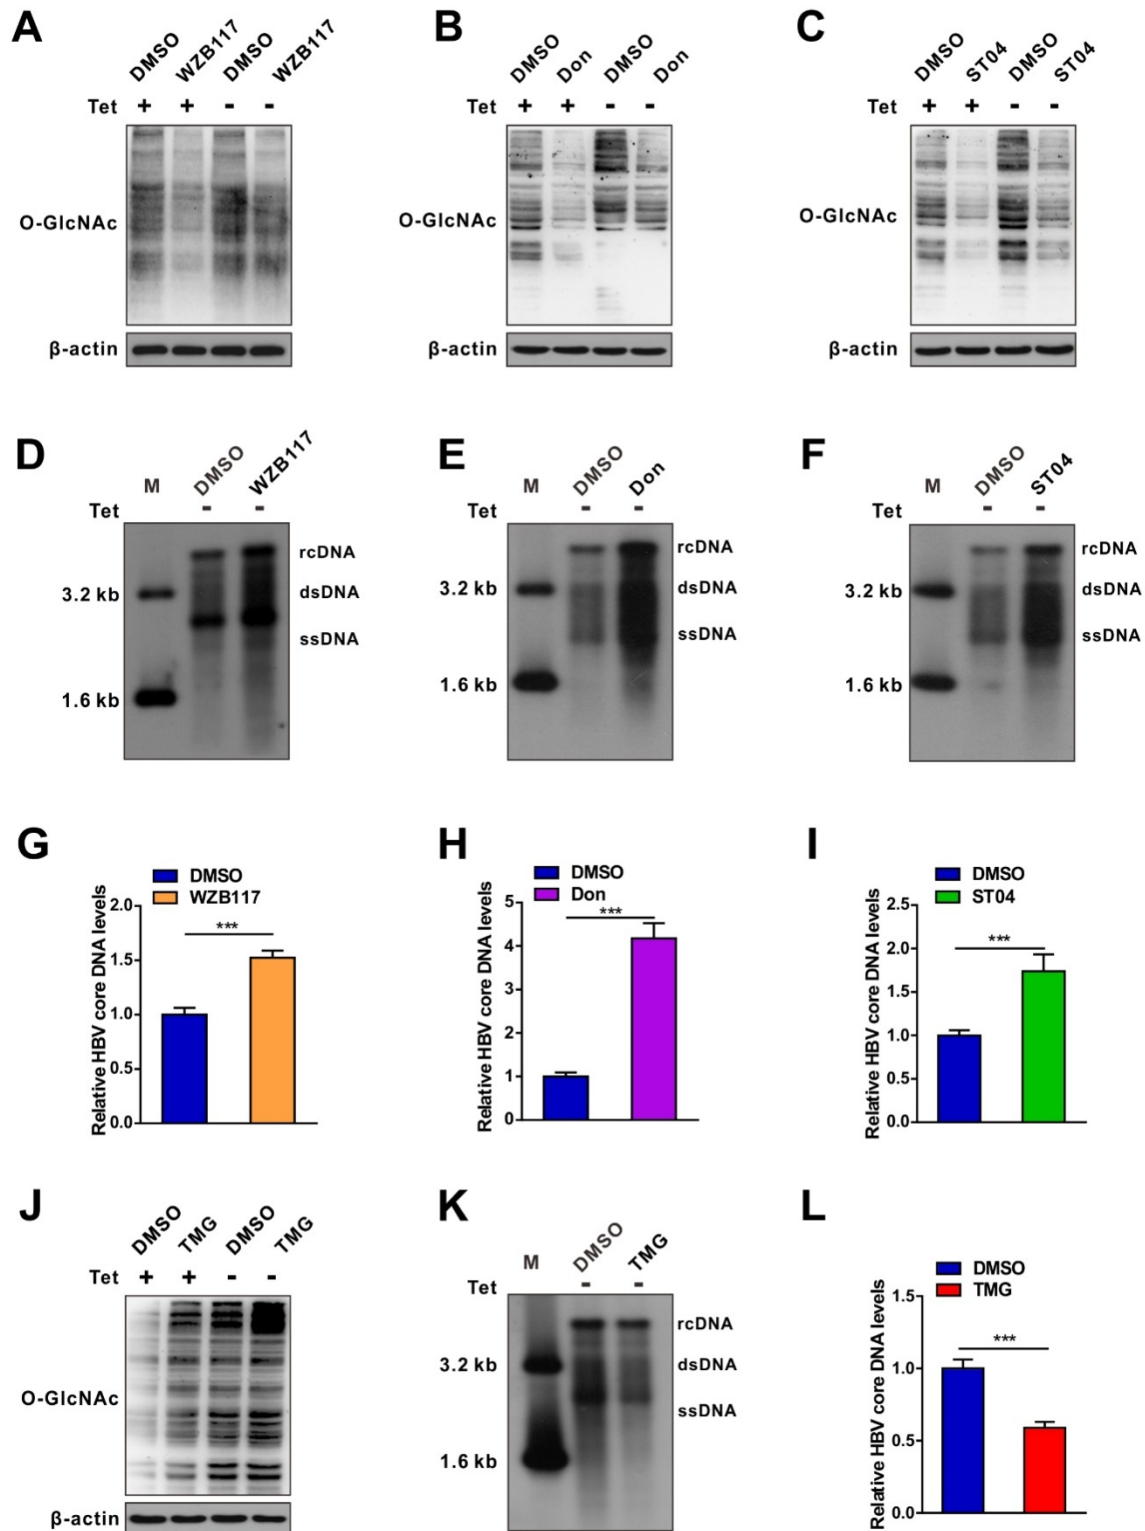 A
DMSO WZB117 DMSO WZB117
Tet + + - -
O-GlcNAc
β-actin
B
DMSO Don DMSO Don
Tet + + - -
O-GlcNAc
β-actin
C
DMSO ST04 DMSO ST04
Tet + + - -
O-GlcNAc
β-actin
D
M DMSO WZB117
Tet - -
rcDNA
3.2 kb dsDNA
ssDNA
1.6 kb
E
M DMSO Don
Tet - -
rcDNA
3.2 kb dsDNA
ssDNA
1.6 kb
F
M DMSO ST04
Tet - -
rcDNA
3.2 kb dsDNA
ssDNA
1.6 kb
G
DMSO
WZB117
Relative HBV core DNA levels
2.0
***
1.5
1.0
0.5
0.0
H
DMSO
Don
Relative HBV core DNA levels
5
***
4
3
2
1
0
I
DMSO
ST04
Relative HBV core DNA levels
2.5
2.0
***
1.5
1.0
0.5
0.0
J
DMSO TMG DMSO TMG
Tet + + - -
O-GlcNAc
β-actin
K
M DMSO TMG
Tet - -
rcDNA
3.2 kb dsDNA
ssDNA
1.6 kb
L
DMSO
TMG
Relative HBV core DNA levels
1.5
***
1.0
0.5
0.0